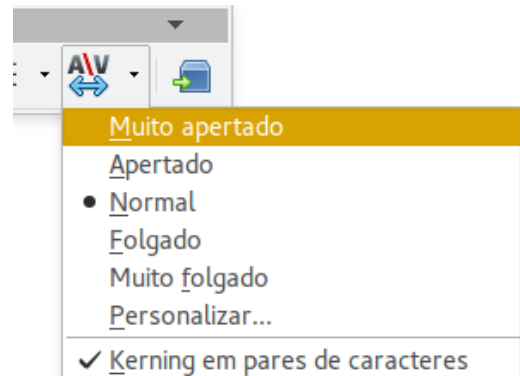 A\V
Muito apertado
Apertado
Normal
Folgado
Muito folgado
Personalizar...
Kerning em pares de caracteres